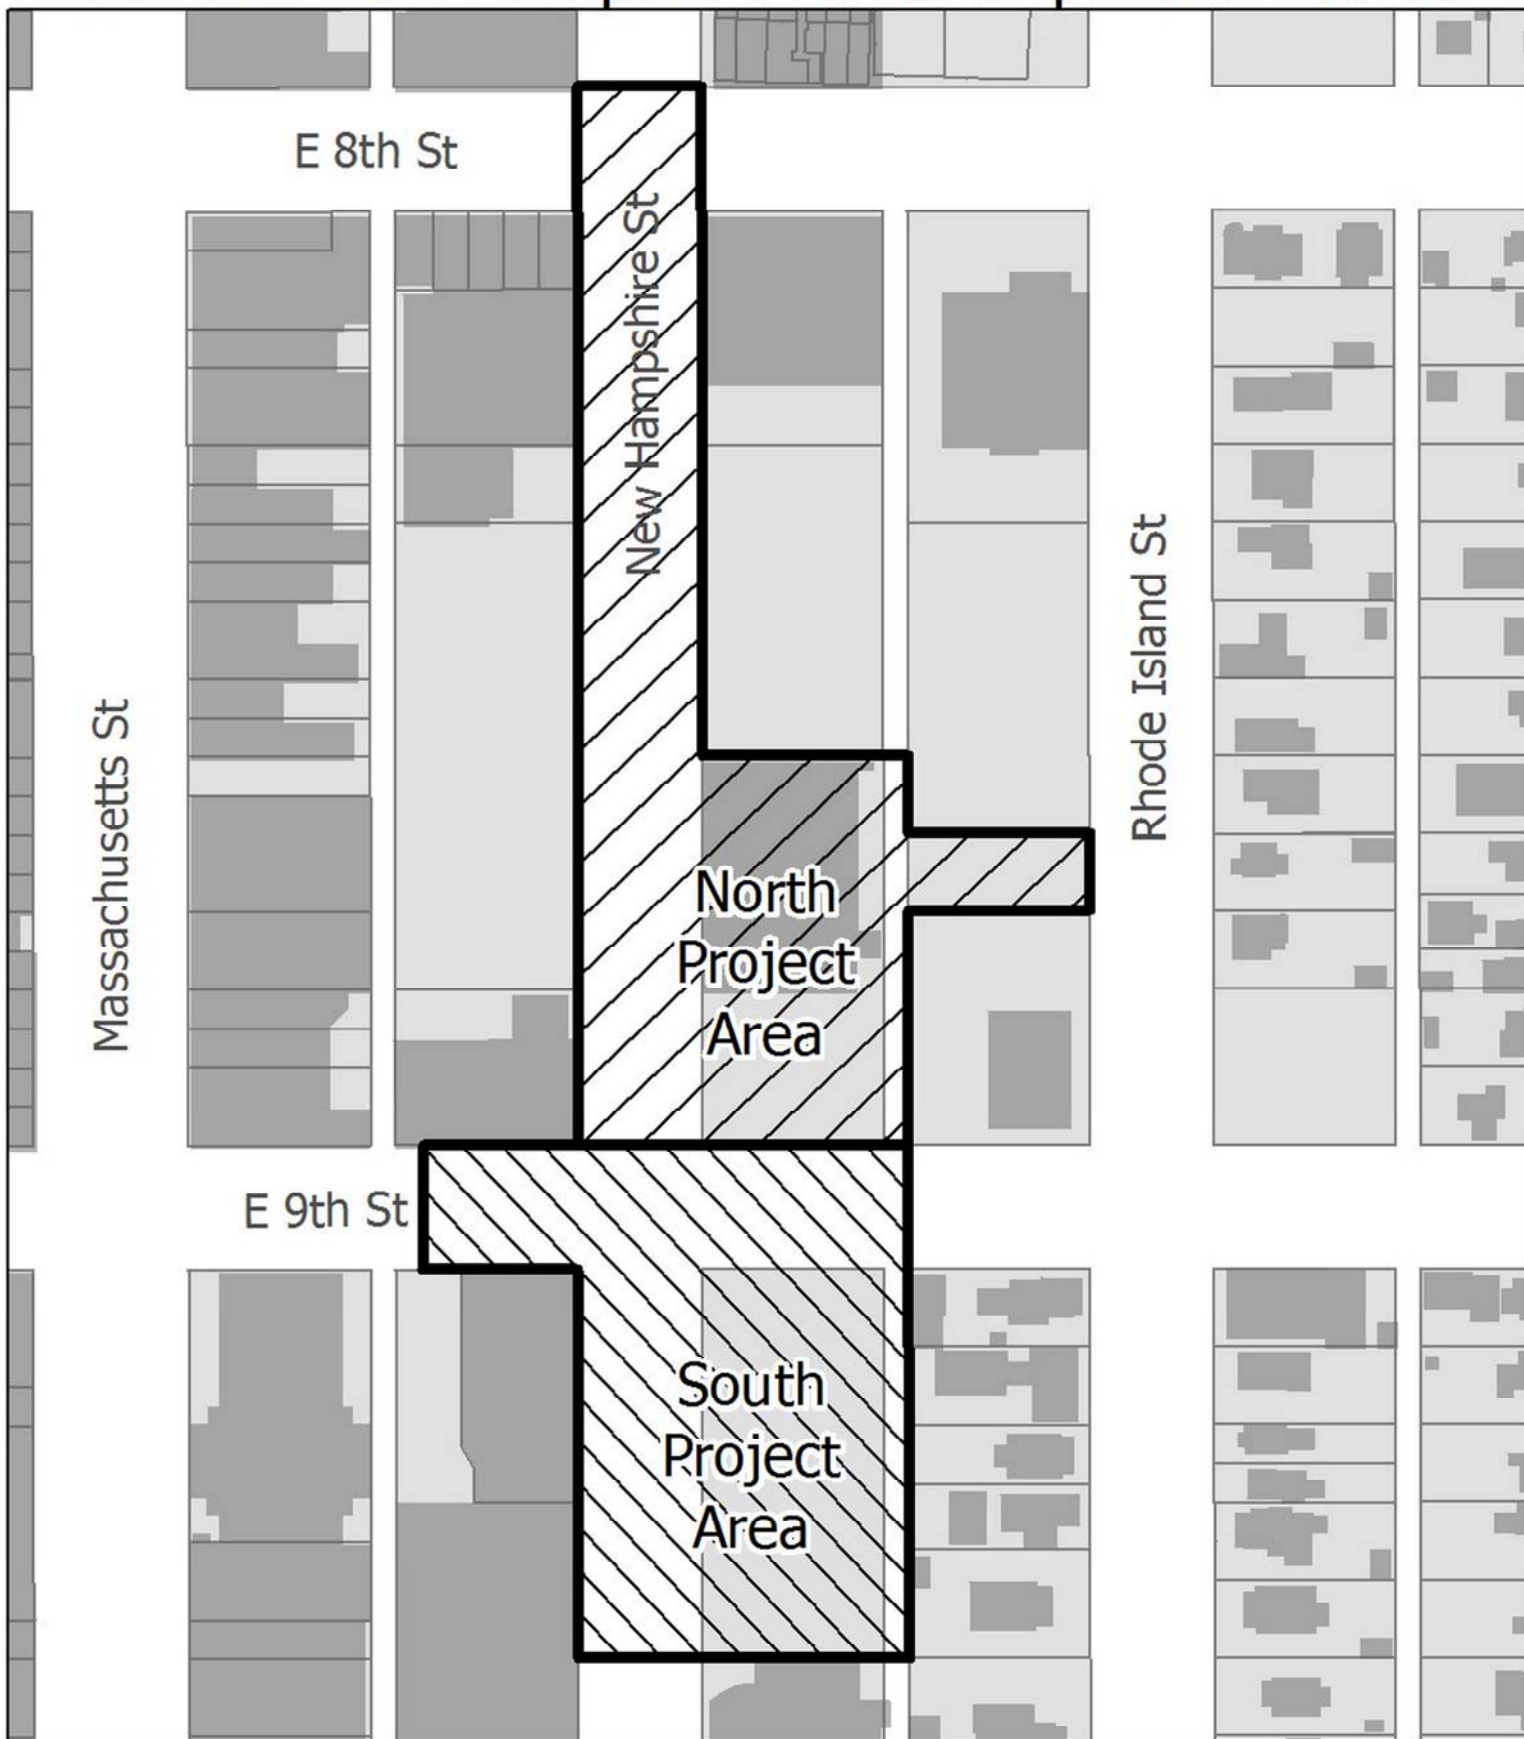 E 8th St
New Hampshire St
Rhode Island St
Massachusetts St
North
Project
Area
E 9th St
South
Project
Area